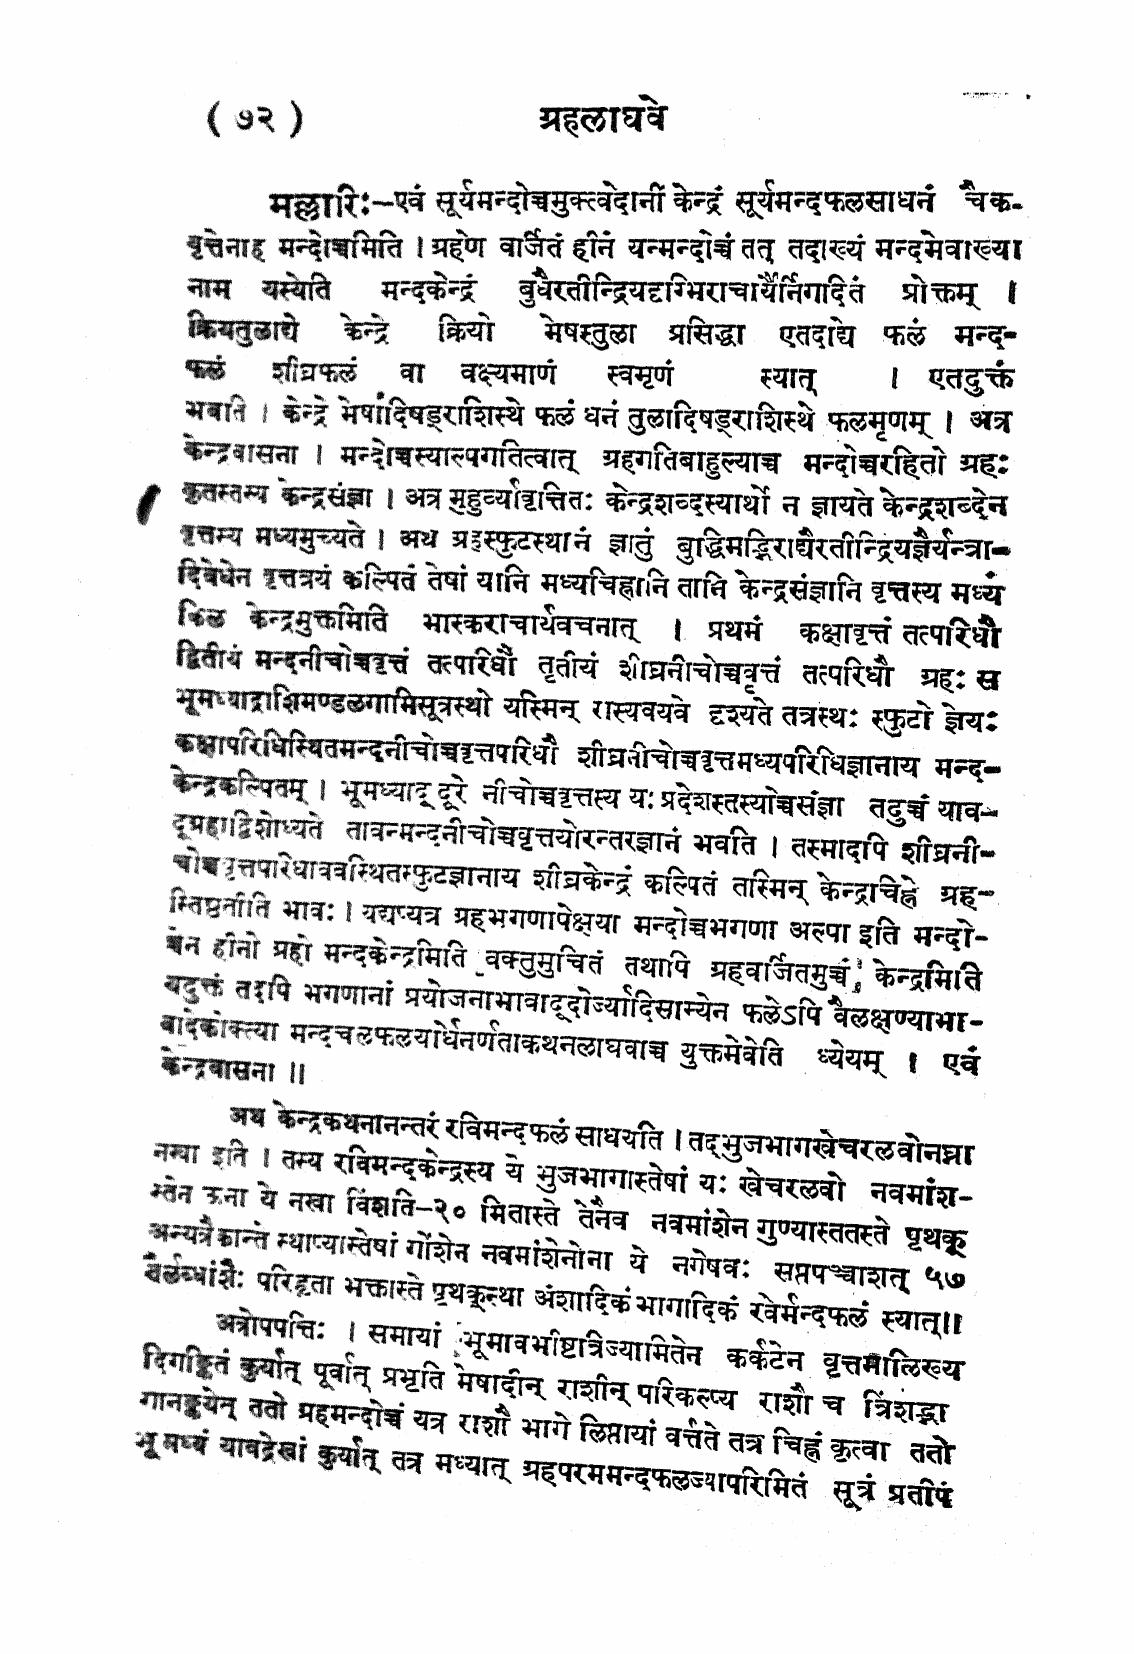 ( ७२ ) ग्रहलाघवे
मल्लारिः—एवं सूर्यमन्दोच्चमुक्त्वेदानीं केन्द्रं सूर्यमन्दफलसाधनं चैक-
वृत्तेनाह मन्दोच्चमिति । ग्रहेण वर्जितं हीनं यन्मन्दोच्चं तत् तदाख्यं मन्दमेवाख्या
नाम यस्येति मन्दकेन्द्रं बुधैरतीन्द्रियदृग्भिराचार्यैर्निगदितं प्रोक्तम् ।
क्रियतुलाद्ये केन्द्रे क्रियो मेषस्तुला प्रसिद्धा एतदाद्ये फलं मन्द-
फलं शीघ्रफलं वा वक्ष्यमाणं स्वमृणं स्यात् । एतदुक्तं
भवति । केन्द्रे मेषादिषड्राशिस्थे फलं धनं तुलादिषड्राशिस्थे फलमृणम् । अत्र
केन्द्रवासना । मन्दोच्चस्याल्पगतित्वात् ग्रहगतिबाहुल्याच्च मन्दोच्चरहितो ग्रहः
कृतस्तस्य केन्द्रसंज्ञा । अत्र मुहुर्व्यावृत्तितः केन्द्रशब्दस्यार्थो न ज्ञायते केन्द्रशब्देन
वृत्तस्य मध्यमुच्यते । अथ ग्रहस्फुटस्थानं ज्ञातुं बुद्धिमद्भिराद्यैरतीन्द्रियज्ञैर्यन्त्रा-
दिवेधेन वृत्तत्रयं कल्पितं तेषां यानि मध्यचिह्नानि तानि केन्द्रसंज्ञानि वृत्तस्य मध्यं
किल केन्द्रमुक्तमिति भास्कराचार्यवचनात् । प्रथमं कक्षावृत्तं तत्परिधौ
द्वितीयं मन्दनीचोच्चवृत्तं तत्परिधौ तृतीयं शीघ्रनीचोच्चवृत्तं तत्परिधौ ग्रहः स
भूमध्याद्राशिमण्डलगामिसूत्रस्थो यस्मिन् रास्यवयवे दृश्यते तत्रस्थः स्फुटो ज्ञेयः
कक्षापरिधिस्थितमन्दनीचोच्चवृत्तपरिधौ शीघ्रनीचोच्चवृत्तमध्यपरिधिज्ञानाय मन्द-
केन्द्रकल्पितम् । भूमध्याद् दूरे नीचोच्चवृत्तस्य यः प्रदेशस्तस्योच्चसंज्ञा तदुच्चं याव-
द्ग्रहाद्विशोध्यते तावन्मन्दनीचोच्चवृत्तयोरन्तरज्ञानं भवति । तस्मादपि शीघ्रनी-
चोच्चवृत्तपरिधाववस्थितस्फुटज्ञानाय शीघ्रकेन्द्रं कल्पितं तस्मिन् केन्द्राचिह्ने ग्रह-
स्तिष्ठतीति भावः । यद्यप्यत्र ग्रहभगणापेक्षया मन्दोच्चभगणा अल्पा इति मन्दो-
च्चेन हीनो ग्रहो मन्दकेन्द्रमिति वक्तुमुचितं तथापि ग्रहवर्जितमुच्चं केन्द्रमिति
यदुक्तं तदपि भगणानां प्रयोजनाभावाद्दोर्ज्यादिसाम्येन फलेऽपि वैलक्षण्याभा-
वादेकोक्त्या मन्दचलफलयोर्धनर्णताकथनलाघवाच्च युक्तमेवेति ध्येयम् । एवं
केन्द्रवासना ॥
अथ केन्द्रकथनानन्तरं रविमन्दफलं साधयति । तद्भुजभागखेचरलवोनघ्ना
नखा इति । तस्य रविमन्दकेन्द्रस्य ये भुजभागास्तेषां यः खेचरलवो नवमांश-
स्तेन ऊना ये नखा विंशति-२० मितास्ते तेनैव नवमांशेन गुण्यास्ततस्ते पृथक्
अन्यत्रैकान्तं स्थाप्यास्तेषां गोंशेन नवमांशेनोना ये नगेषवः सप्तपञ्चाशत् ५७
तैर्लब्धांशैः परिहृता भक्तास्ते पृथक्स्था अंशादिकं भागादिकं रवेर्मन्दफलं स्यात्॥
अत्रोपपत्तिः । समायां भूमावभीष्टत्रिज्यामितेन कर्कटेन वृत्तमालिख्य
दिगङ्कितं कुर्यात् पूर्वात् प्रभृति मेषादीन् राशीन् परिकल्प्य राशौ च त्रिंशद्भा
गानङ्कयेन् ततो ग्रहमन्दोच्चं यत्र राशौ भागे लिप्तायां वर्त्तते तत्र चिह्नं कृत्वा ततो
भूमध्यं यावद्रेखां कुर्यात् तत्र मध्यात् ग्रहपरममन्दफलज्यापरिमितं सूत्रं प्रतीपं